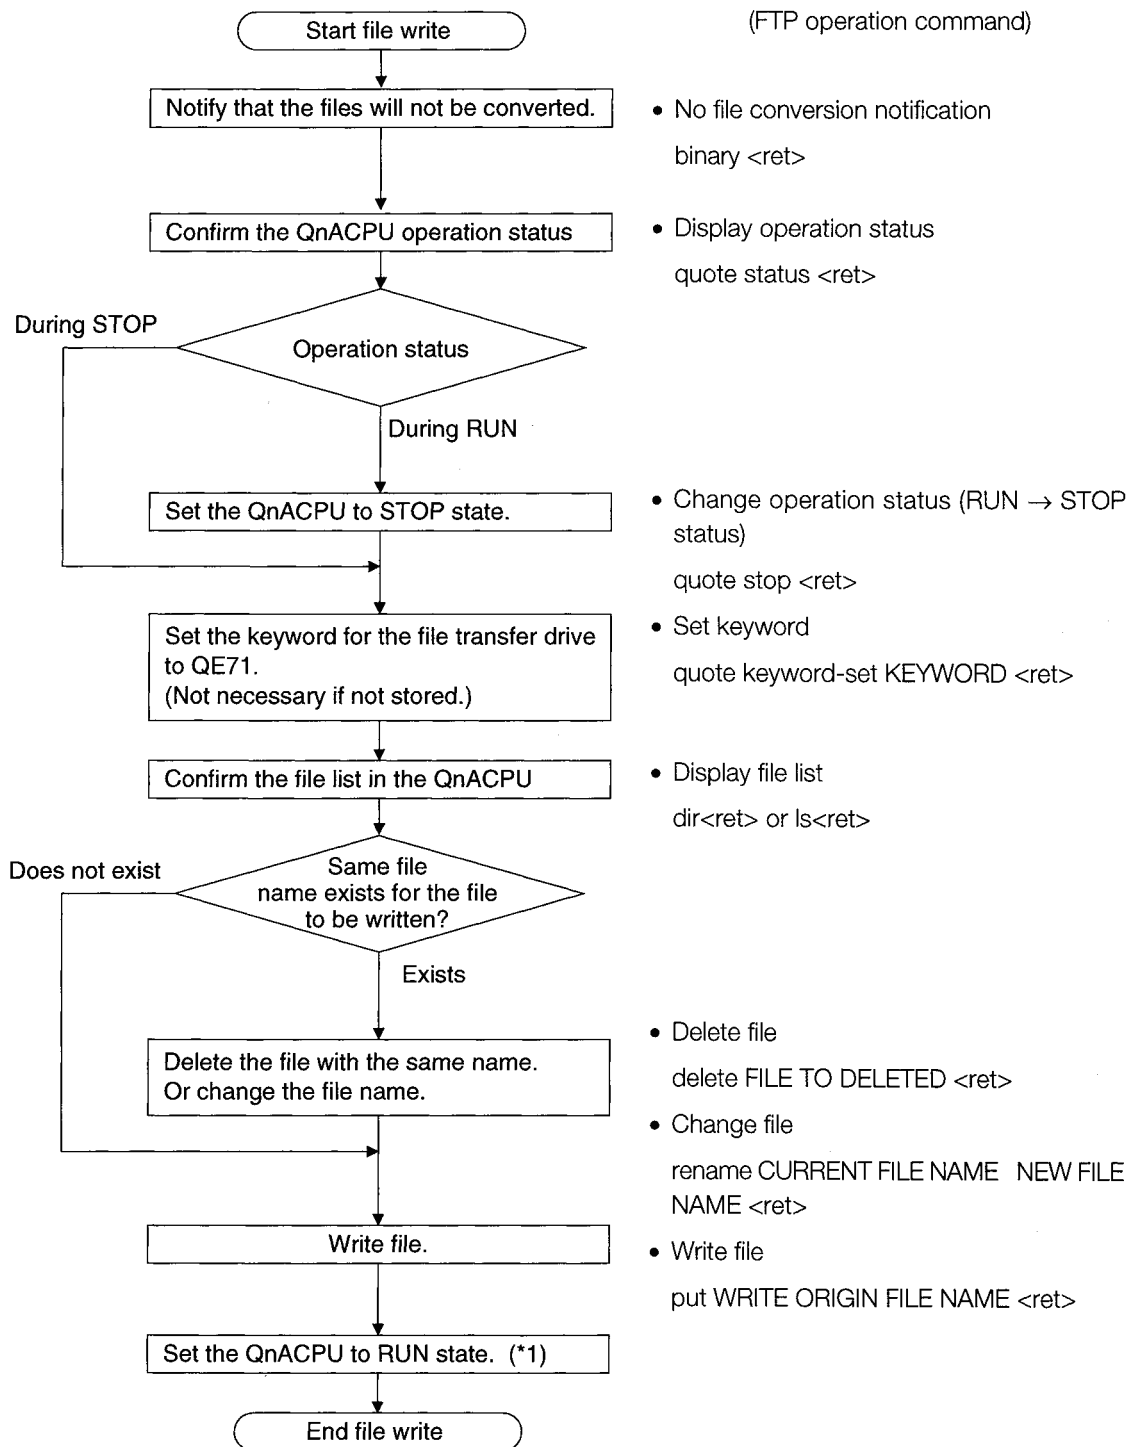 Start file write
(FTP operation command)
Notify that the files will not be converted.
• No file conversion notification
binary <ret>
Confirm the QnACPU operation status
• Display operation status
quote status <ret>
During STOP
Operation status
During RUN
Set the QnACPU to STOP state.
• Change operation status (RUN → STOP
status)
quote stop <ret>
Set the keyword for the file transfer drive
to QE71.
(Not necessary if not stored.)
• Set keyword
quote keyword-set KEYWORD <ret>
Confirm the file list in the QnACPU
• Display file list
dir<ret> or ls<ret>
Does not exist
Same file
name exists for the file
to be written?
Exists
Delete the file with the same name.
Or change the file name.
• Delete file
delete FILE TO DELETED <ret>
• Change file
rename CURRENT FILE NAME NEW FILE
NAME <ret>
Write file.
• Write file
put WRITE ORIGIN FILE NAME <ret>
Set the QnACPU to RUN state. (*1)
End file write